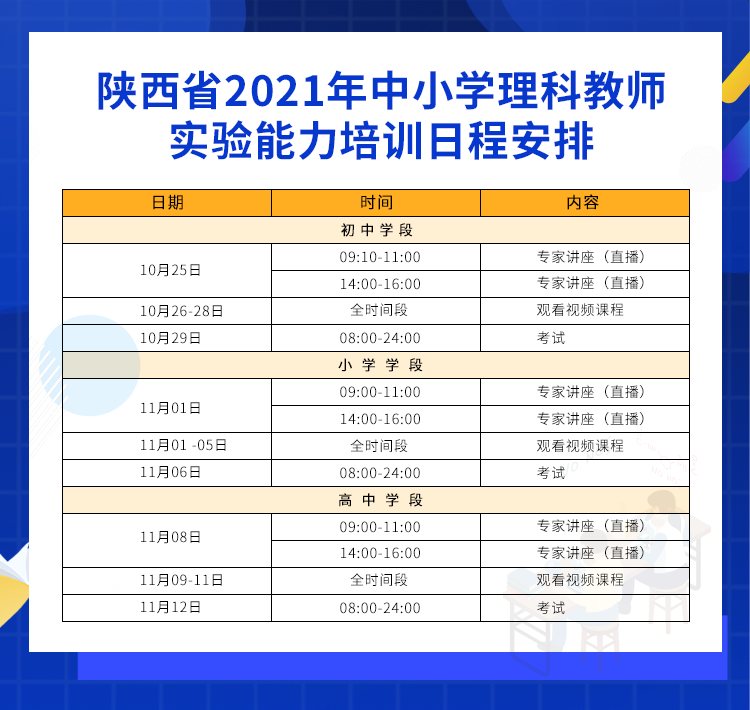 陕西省2021年中小学理科教师
实验能力培训日程安排
日期 时间 内容
初中学段
10月25日 09:10-11:00 专家讲座（直播）
14:00-16:00 专家讲座（直播）
10月26-28日 全时间段 观看视频课程
10月29日 08:00-24:00 考试
小学学段
11月01日 09:00-11:00 专家讲座（直播）
14:00-16:00 专家讲座（直播）
11月01 -05日 全时间段 观看视频课程
11月06日 08:00-24:00 考试
高中学段
11月08日 09:00-11:00 专家讲座（直播）
14:00-16:00 专家讲座（直播）
11月09-11日 全时间段 观看视频课程
11月12日 08:00-24:00 考试